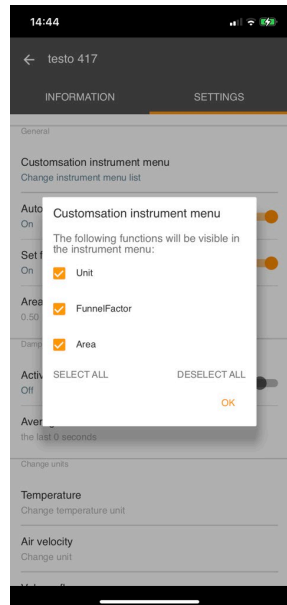 14:44
testo 417
INFORMATION
SETTINGS
General
Customsation instrument menu
Change instrument menu list
Auto
On
Customsation instrument menu
The following functions will be visible in
the instrument menu:
Unit
FunnelFactor
Area
SELECT ALL
DESELECT ALL
OK
Set f
On
Area
0.50
Damp
Activ
Off
Aver
the last 0 seconds
Change units
Temperature
Change temperature unit
Air velocity
Change unit